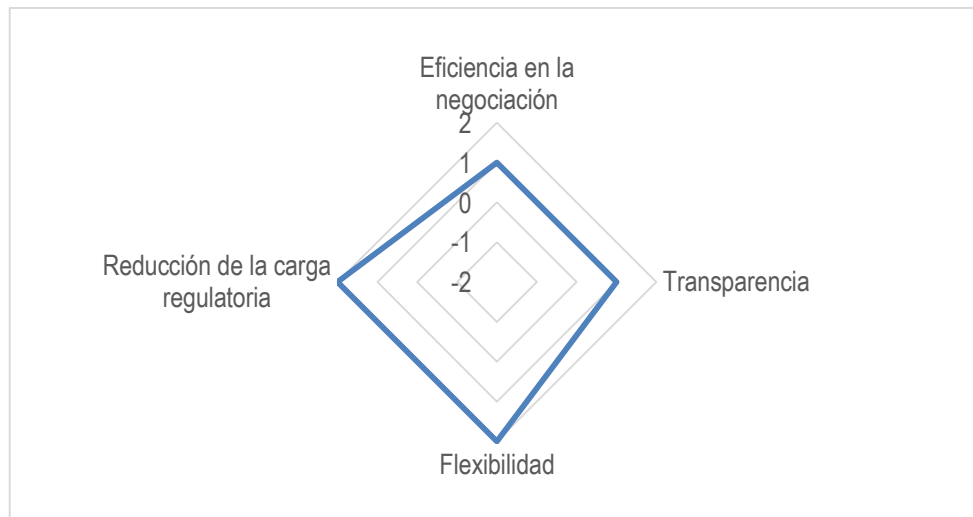 Eficiencia en la
negociación
2
1
0
-1
-2
Reducción de la carga
regulatoria
Transparencia
Flexibilidad